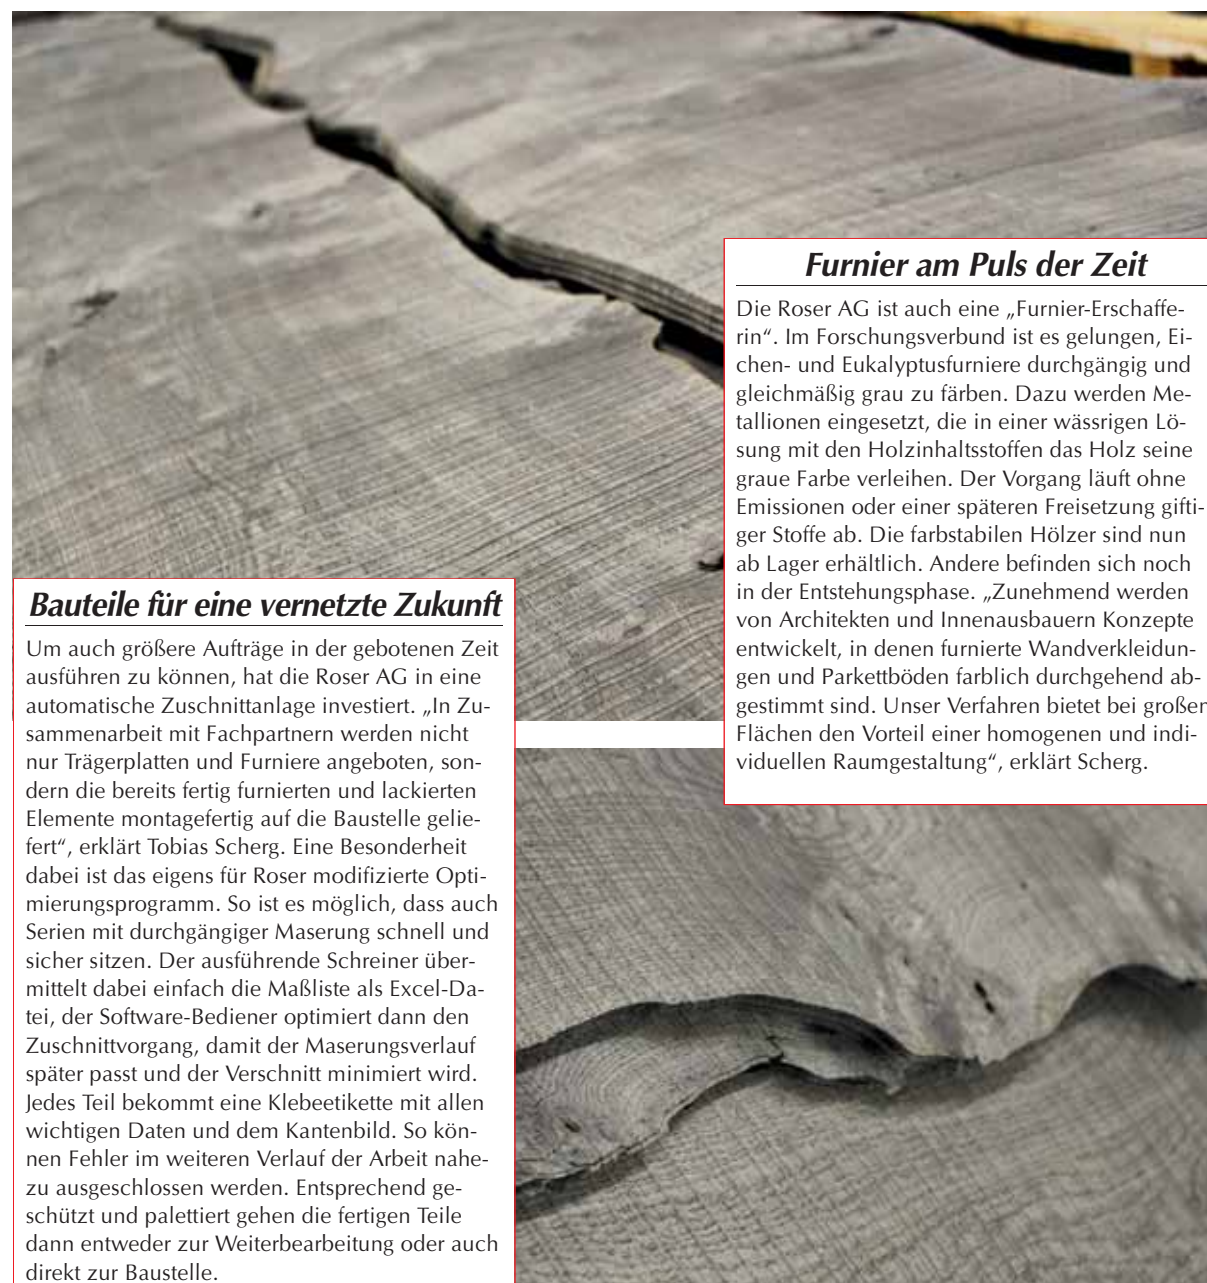 Furnier am Puls der Zeit
Die Roser AG ist auch eine „Furnier-Erschaffe-
rin“. Im Forschungsverbund ist es gelungen, Ei-
chen- und Eukalyptusfurniere durchgängig und
gleichmäßig grau zu färben. Dazu werden Me-
tallionen eingesetzt, die in einer wässrigen Lö-
sung mit den Holzinhaltsstoffen das Holz seine
graue Farbe verleihen. Der Vorgang läuft ohne
Emissionen oder einer späteren Freisetzung gifti-
ger Stoffe ab. Die farbstabilen Hölzer sind nun
ab Lager erhältlich. Andere befinden sich noch
in der Entstehungsphase. „Zunehmend werden
von Architekten und Innenausbauern Konzepte
entwickelt, in denen furnierte Wandverkleidun-
gen und Parkettböden farblich durchgehend ab-
gestimmt sind. Unser Verfahren bietet bei großen
Flächen den Vorteil einer homogenen und indi-
viduellen Raumgestaltung“, erklärt Scherg.
Bauteile für eine vernetzte Zukunft
Um auch größere Aufträge in der gebotenen Zeit
ausführen zu können, hat die Roser AG in eine
automatische Zuschnittanlage investiert. „In Zu-
sammenarbeit mit Fachpartnern werden nicht
nur Trägerplatten und Furniere angeboten, son-
dern die bereits fertig furnierten und lackierten
Elemente montagefertig auf die Baustelle gelie-
fert“, erklärt Tobias Scherg. Eine Besonderheit
dabei ist das eigens für Roser modifizierte Opti-
mierungsprogramm. So ist es möglich, dass auch
Serien mit durchgängiger Maserung schnell und
sicher sitzen. Der ausführende Schreiner über-
mittelt dabei einfach die Maßliste als Excel-Da-
tei, der Software-Bediener optimiert dann den
Zuschnittvorgang, damit der Maserungsverlauf
später passt und der Verschnitt minimiert wird.
Jedes Teil bekommt eine Klebeetikette mit allen
wichtigen Daten und dem Kantenbild. So kön-
nen Fehler im weiteren Verlauf der Arbeit nahe-
zu ausgeschlossen werden. Entsprechend ge-
schützt und palettiert gehen die fertigen Teile
dann entweder zur Weiterbearbeitung oder auch
direkt zur Baustelle.